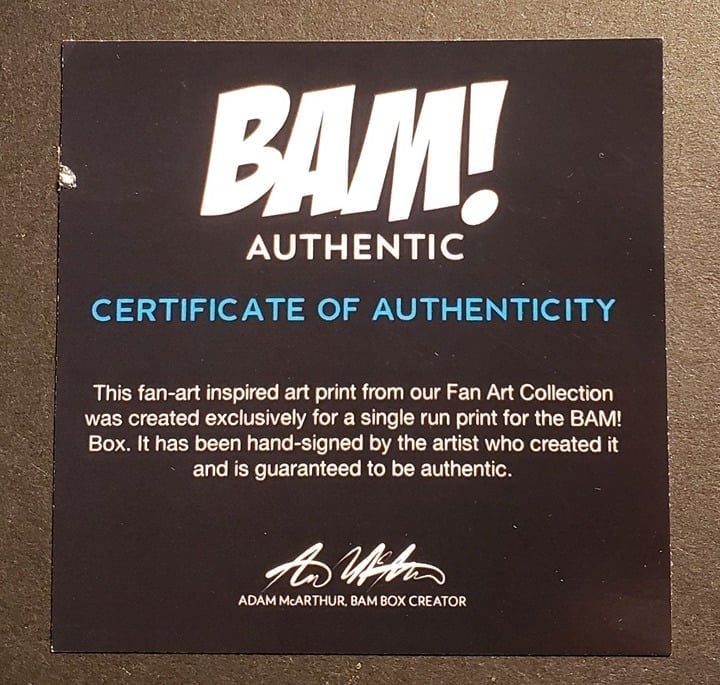 BAM!
AUTHENTIC
CERTIFICATE OF AUTHENTICITY
This fan-art inspired art print from our Fan Art Collection
was created exclusively for a single run print for the BAM!
Box. It has been hand-signed by the artist who created it
and is guaranteed to be authentic.
ADAM McARTHUR, BAM BOX CREATOR